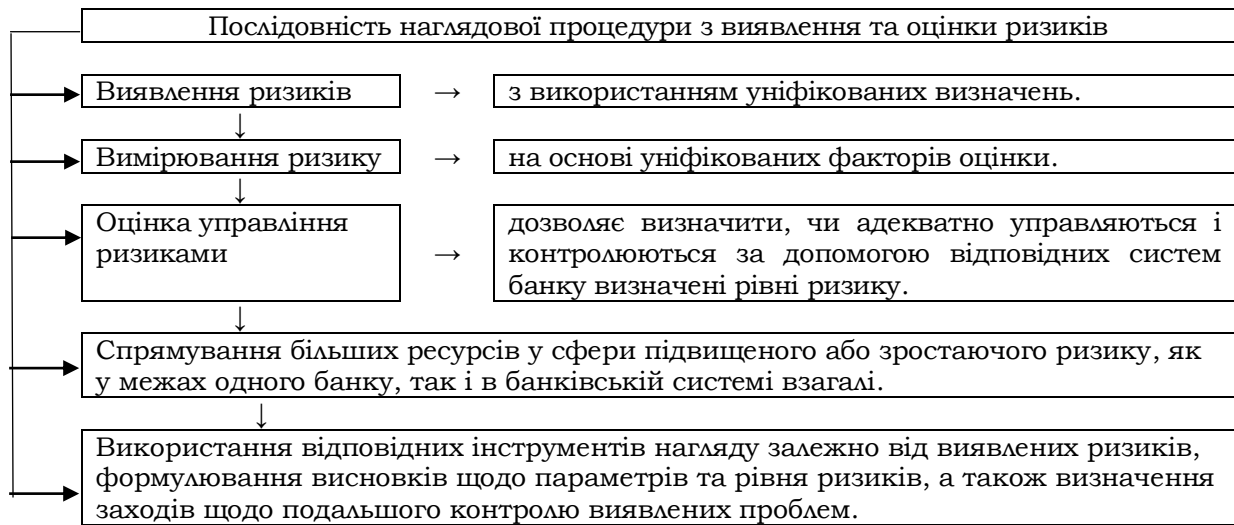 Послідовність наглядової процедури з виявлення та оцінки ризиків
Виявлення ризиків → з використанням уніфікованих визначень.
↓
Вимірювання ризику → на основі уніфікованих факторів оцінки.
↓
Оцінка управління
ризиками
→
дозволяє визначити, чи адекватно управляються і
контролюються за допомогою відповідних систем
банку визначені рівні ризику.
↓
Спрямування більших ресурсів у сфери підвищеного або зростаючого ризику, як
у межах одного банку, так і в банківській системі взагалі.
↓
Використання відповідних інструментів нагляду залежно від виявлених ризиків,
формулювання висновків щодо параметрів та рівня ризиків, а також визначення
заходів щодо подальшого контролю виявлених проблем.